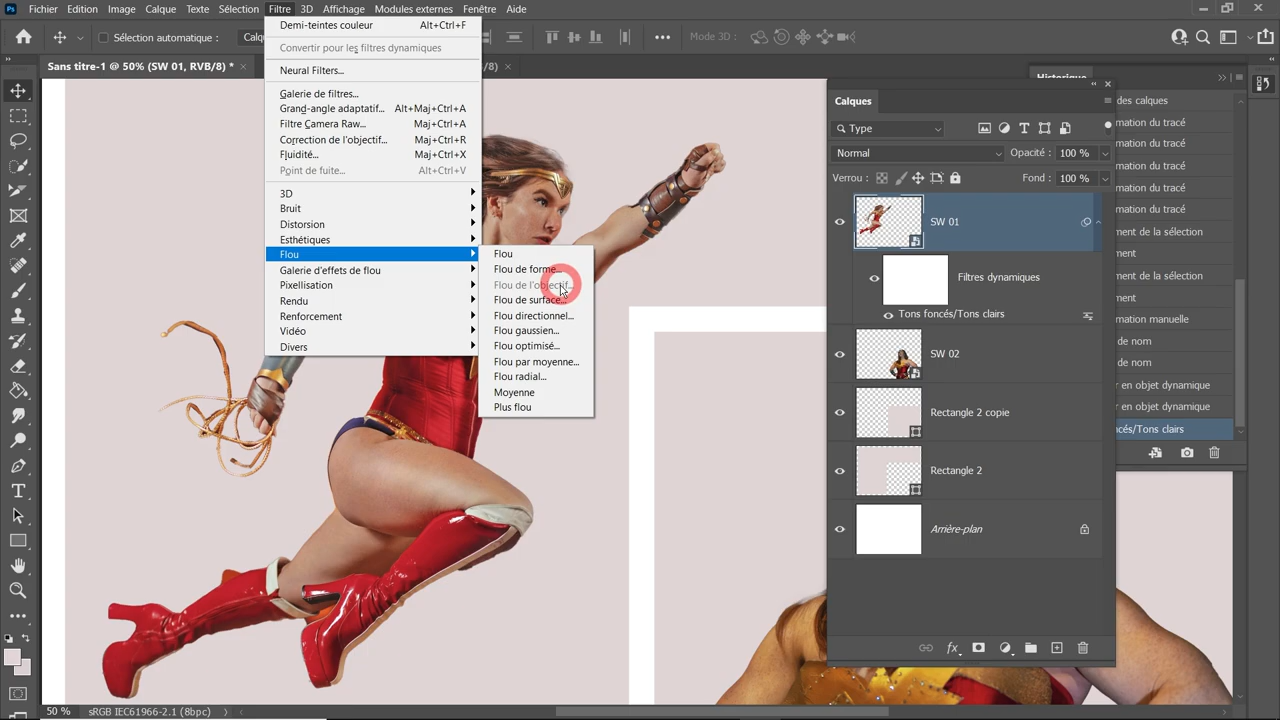 Ps Fichier Edition Image Calque Texte Sélection Filtre 3D Affichage Modules externes Fenêtre Aide
Sélection automatique : Calq
Mode 3D :
Sans titre-1 @ 50% (SW 01, RVB/8) *
VB/8)
Demi-teintes couleur Alt+Ctrl+F
Convertir pour les filtres dynamiques
Neural Filters...
Galerie de filtres...
Grand-angle adaptatif... Alt+Maj+Ctrl+A
Filtre Camera Raw... Maj+Ctrl+A
Correction de l'objectif... Maj+Ctrl+R
Fluidité... Maj+Ctrl+X
Point de fuite... Alt+Ctrl+V
3D
Bruit
Distorsion
Esthétiques
Flou
Galerie d'effets de flou
Pixellisation
Rendu
Renforcement
Vidéo
Divers
Flou
Flou de forme...
Flou de l'objectif...
Flou de surface...
Flou directionnel...
Flou gaussien...
Flou optimisé...
Flou par moyenne...
Flou radial...
Moyenne
Plus flou
Historique
des calques
mation du tracé
mation du tracé
mation du tracé
mation du tracé
mation du tracé
ment de la sélection
ment
ment de la sélection
ment
mation manuelle
de nom
de nom
er en objet dynamique
er en objet dynamique
ncés/Tons clairs
Calques
Type
Normal
Opacité : 100 %
Verrou :
Fond : 100 %
SW 01
Filtres dynamiques
Tons foncés/Tons clairs
SW 02
Rectangle 2 copie
Rectangle 2
Arrière-plan
fx
50 %
sRGB IEC61966-2.1 (8bpc)